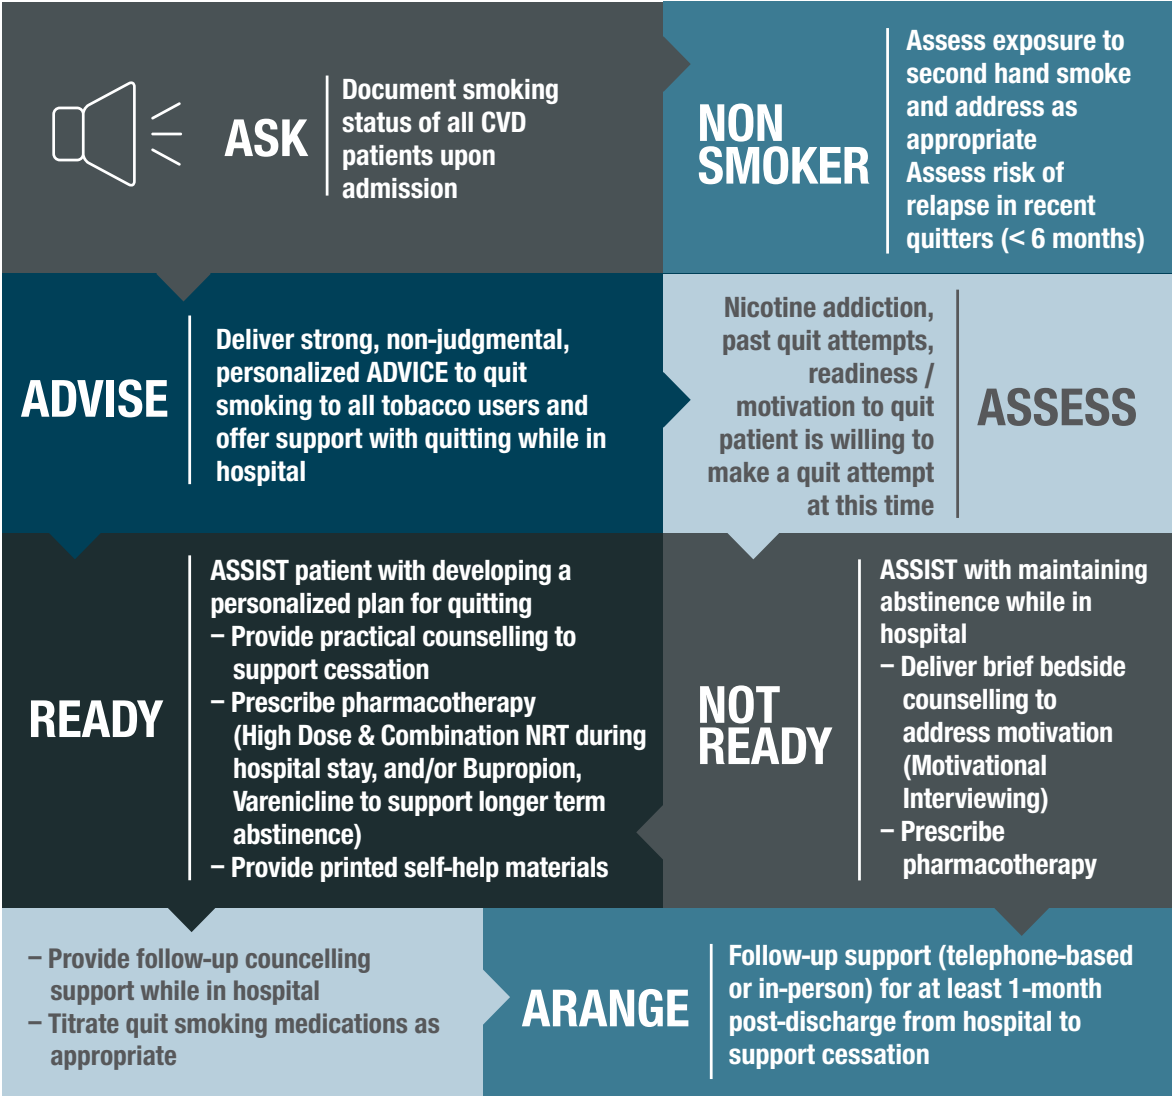 ASK
Document smoking
status of all CVD
patients upon
admission
NON
SMOKER
Assess exposure to
second hand smoke
and address as
appropriate
Assess risk of
relapse in recent
quitters (< 6 months)
ADVISE
Deliver strong, non-judgmental,
personalized ADVICE to quit
smoking to all tobacco users and
offer support with quitting while in
hospital
Nicotine addiction,
past quit attempts,
readiness /
motivation to quit
patient is willing to
make a quit attempt
at this time
ASSESS
READY
ASSIST patient with developing a
personalized plan for quitting
– Provide practical counselling to
support cessation
– Prescribe pharmacotherapy
(High Dose & Combination NRT during
hospital stay, and/or Bupropion,
Varenicline to support longer term
abstinence)
– Provide printed self-help materials
NOT
READY
ASSIST with maintaining
abstinence while in
hospital
– Deliver brief bedside
counselling to
address motivation
(Motivational
Interviewing)
– Prescribe
pharmacotherapy
– Provide follow-up councelling
support while in hospital
– Titrate quit smoking medications as
appropriate
ARANGE
Follow-up support (telephone-based
or in-person) for at least 1-month
post-discharge from hospital to
support cessation